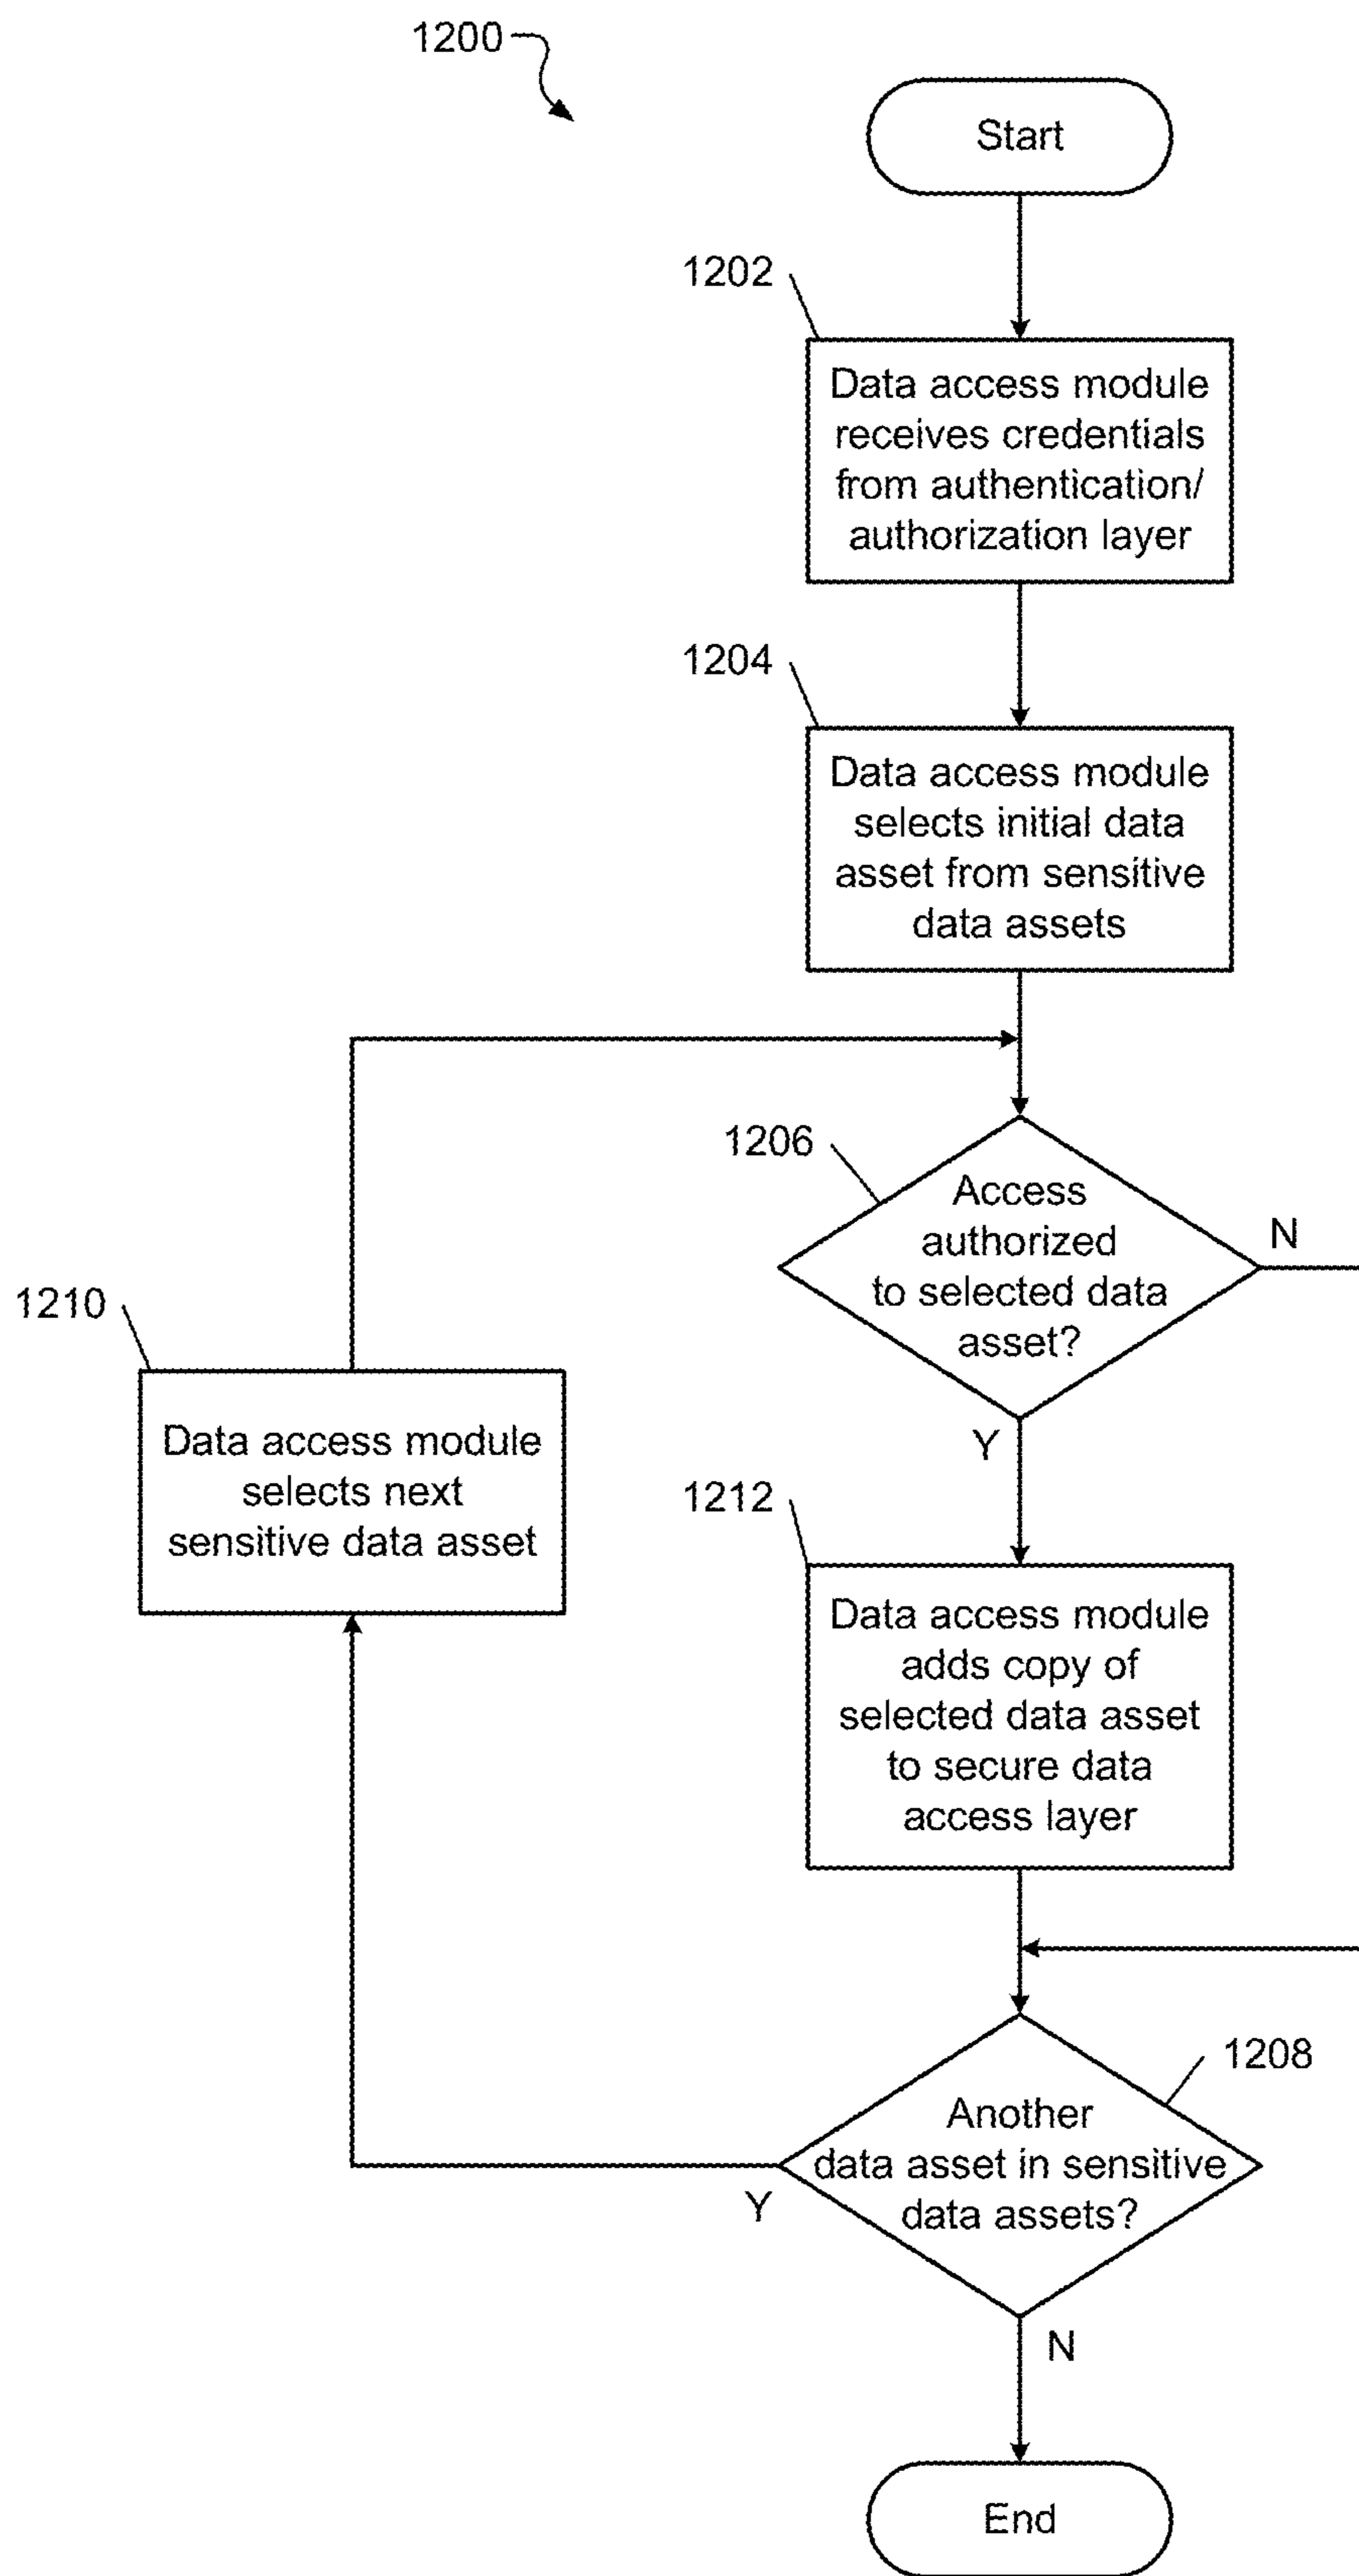 1200
Start
1202
Data access module
receives credentials
from authentication/
authorization layer
1204
Data access module
selects initial data
asset from sensitive
data assets
1206
Access
authorized
to selected data
asset?
N
Y
1210
Data access module
selects next
sensitive data asset
1212
Data access module
adds copy of
selected data asset
to secure data
access layer
1208
Another
data asset in sensitive
data assets?
Y
N
End